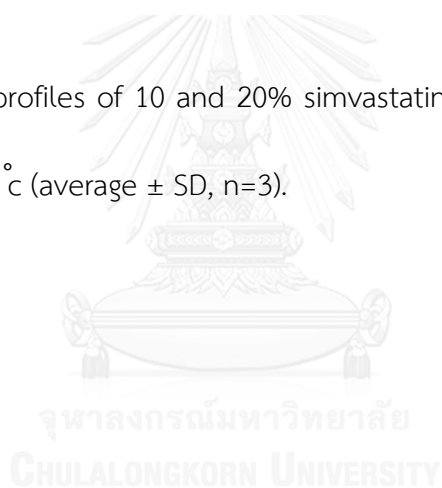 profiles of 10 and 20% simvastatin
°c (average ± SD, n=3).
จุฬาลงกรณ์มหาวิทยาลัย
CHULALONGKORN UNIVERSITY